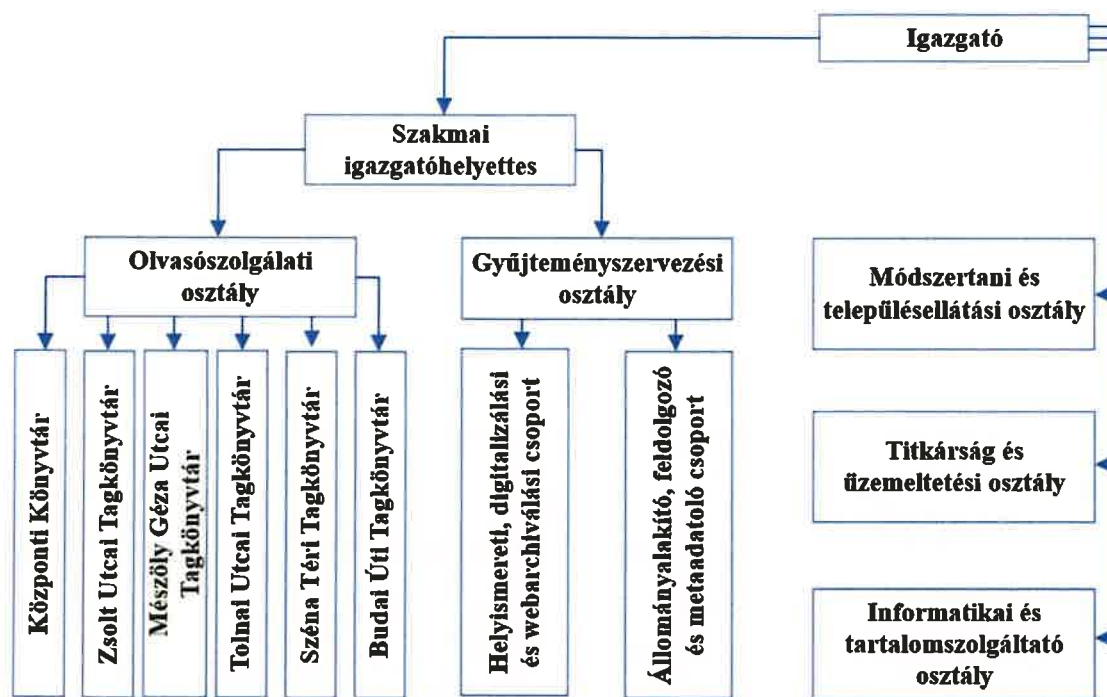 Igazgató
Szakmai
igazgatóhelyettes
Olvasószolgálati
osztály
Gyűjteményszervezési
osztály
Módszertani és
településellátási osztály
Központi Könyvtár
Zsolt Utcai Tagkönyvtár
Mészöly Géza Utcai
Tagkönyvtár
Tolnai Utcai Tagkönyvtár
Széna Téri Tagkönyvtár
Budai Úti Tagkönyvtár
Helyismereti, digitalizálási
és webarchiválási csoport
Állományalakító, feldolgozó
és metaadatoló csoport
Titkárság és
üzemeltetési osztály
Informatikai és
tartalomszolgáltató
osztály